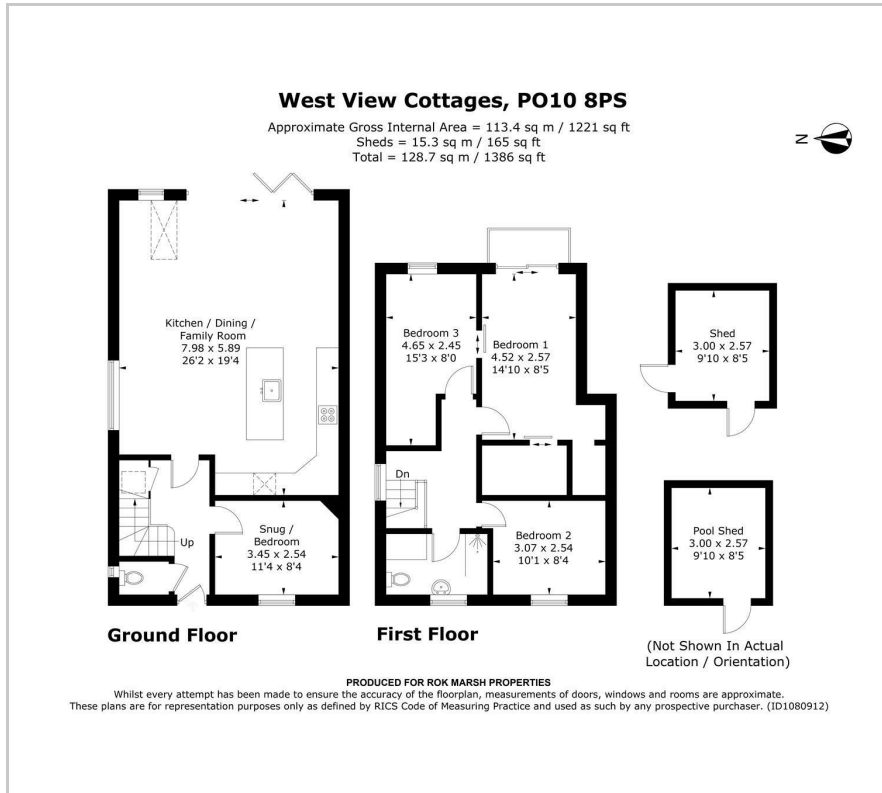 West View Cottages, PO10 8PS
Approximate Gross Internal Area = 113.4 sq m / 1221 sq ft
Sheds = 15.3 sq m / 165 sq ft
Total = 128.7 sq m / 1386 sq ft
N
Kitchen / Dining /
Family Room
7.98 x 5.89
26'2 x 19'4
Up
Snug /
Bedroom
3.45 x 2.54
11'4 x 8'4
Ground Floor
Bedroom 3
4.65 x 2.45
15'3 x 8'0
Bedroom 1
4.52 x 2.57
14'10 x 8'5
Dn
Bedroom 2
3.07 x 2.54
10'1 x 8'4
First Floor
Shed
3.00 x 2.57
9'10 x 8'5
Pool Shed
3.00 x 2.57
9'10 x 8'5
(Not Shown In Actual
Location / Orientation)
PRODUCED FOR ROK MARSH PROPERTIES
Whilst every attempt has been made to ensure the accuracy of the floorplan, measurements of doors, windows and rooms are approximate.
These plans are for representation purposes only as defined by RICS Code of Measuring Practice and used as such by any prospective purchaser. (ID1080912)